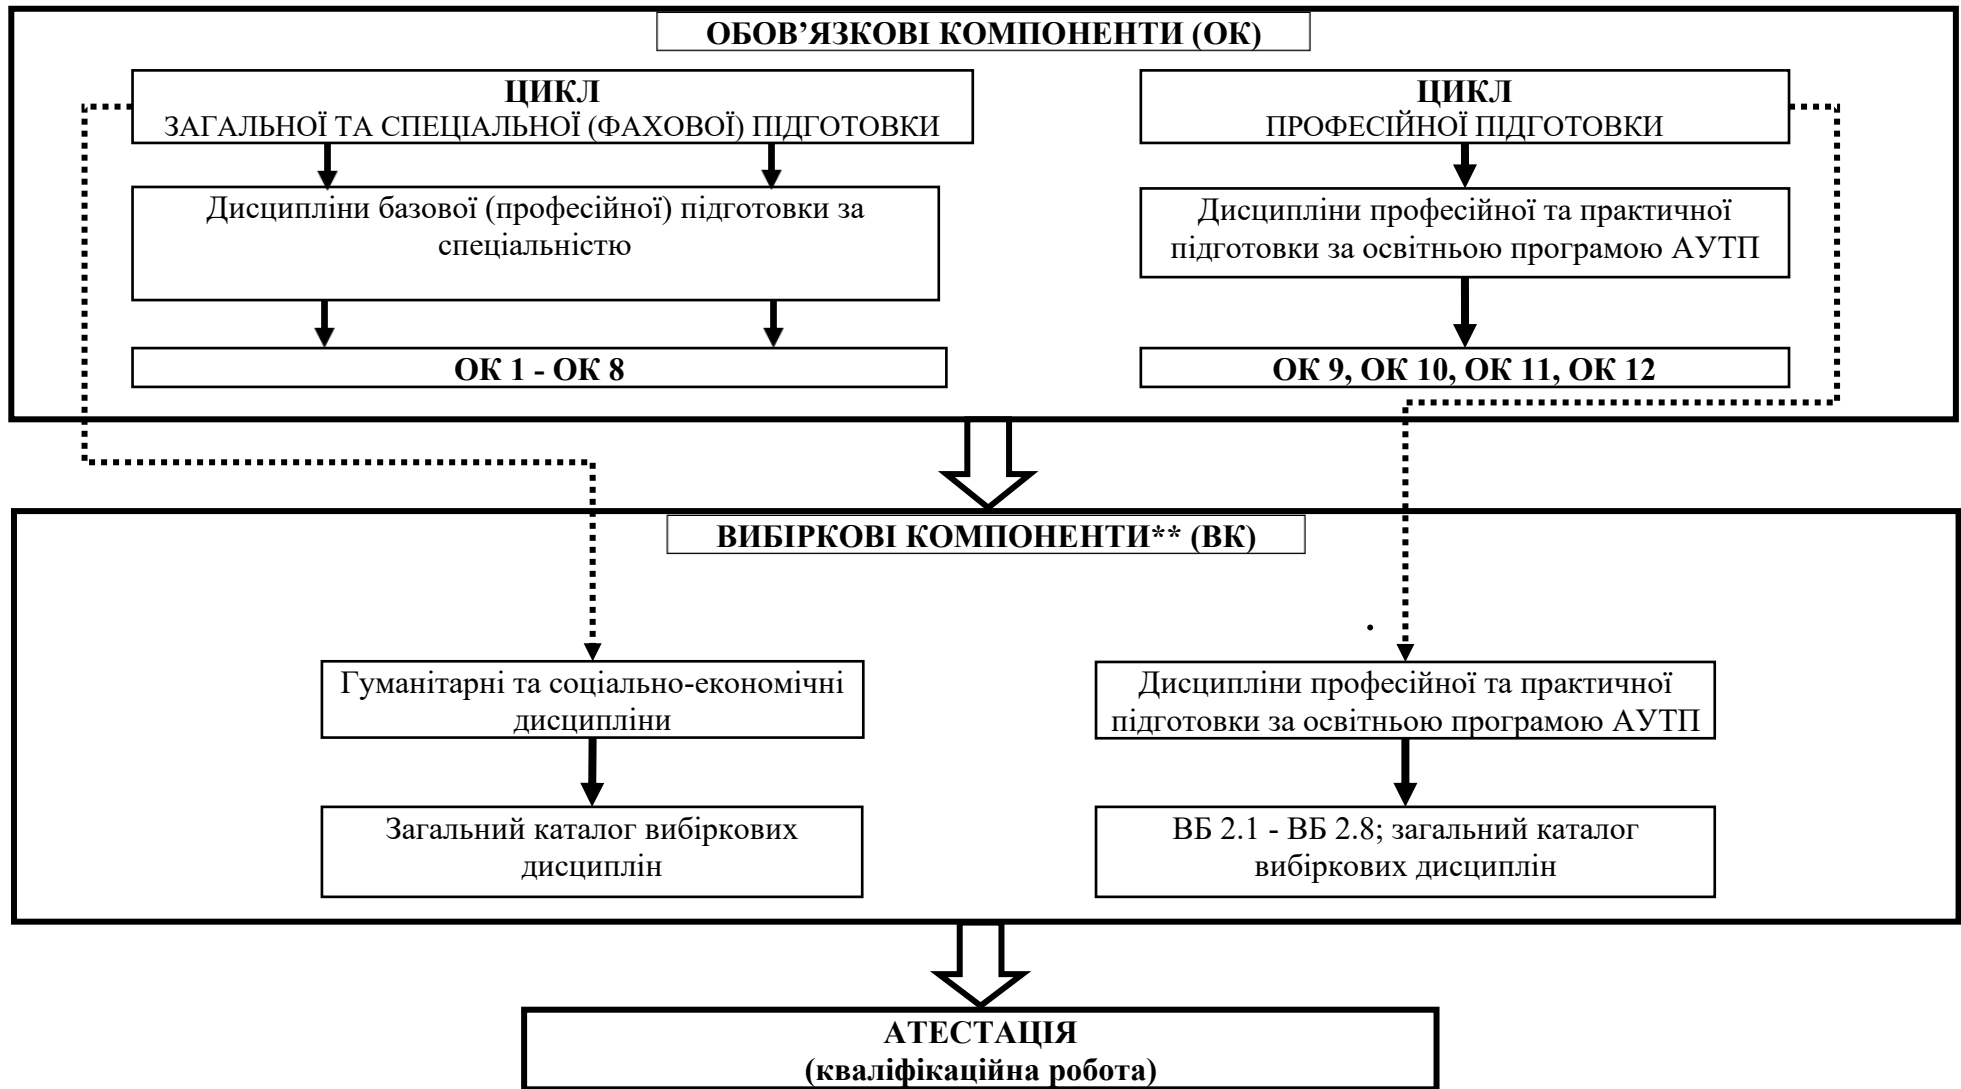 ОБОВ’ЯЗКОВІ КОМПОНЕНТИ (ОК)
ЦИКЛ
ЗАГАЛЬНОЇ ТА СПЕЦІАЛЬНОЇ (ФАХОВОЇ) ПІДГОТОВКИ
ЦИКЛ
ПРОФЕСІЙНОЇ ПІДГОТОВКИ
Дисципліни базової (професійної) підготовки за
спеціальністю
Дисципліни професійної та практичної
підготовки за освітньою програмою АУТП
ОК 1 - ОК 8
ОК 9, ОК 10, ОК 11, ОК 12
ВИБІРКОВІ КОМПОНЕНТИ** (ВК)
.
Гуманітарні та соціально-економічні
дисципліни
Дисципліни професійної та практичної
підготовки за освітньою програмою АУТП
Загальний каталог вибіркових
дисциплін
ВБ 2.1 - ВБ 2.8; загальний каталог
вибіркових дисциплін
АТЕСТАЦІЯ
(кваліфікаційна робота)